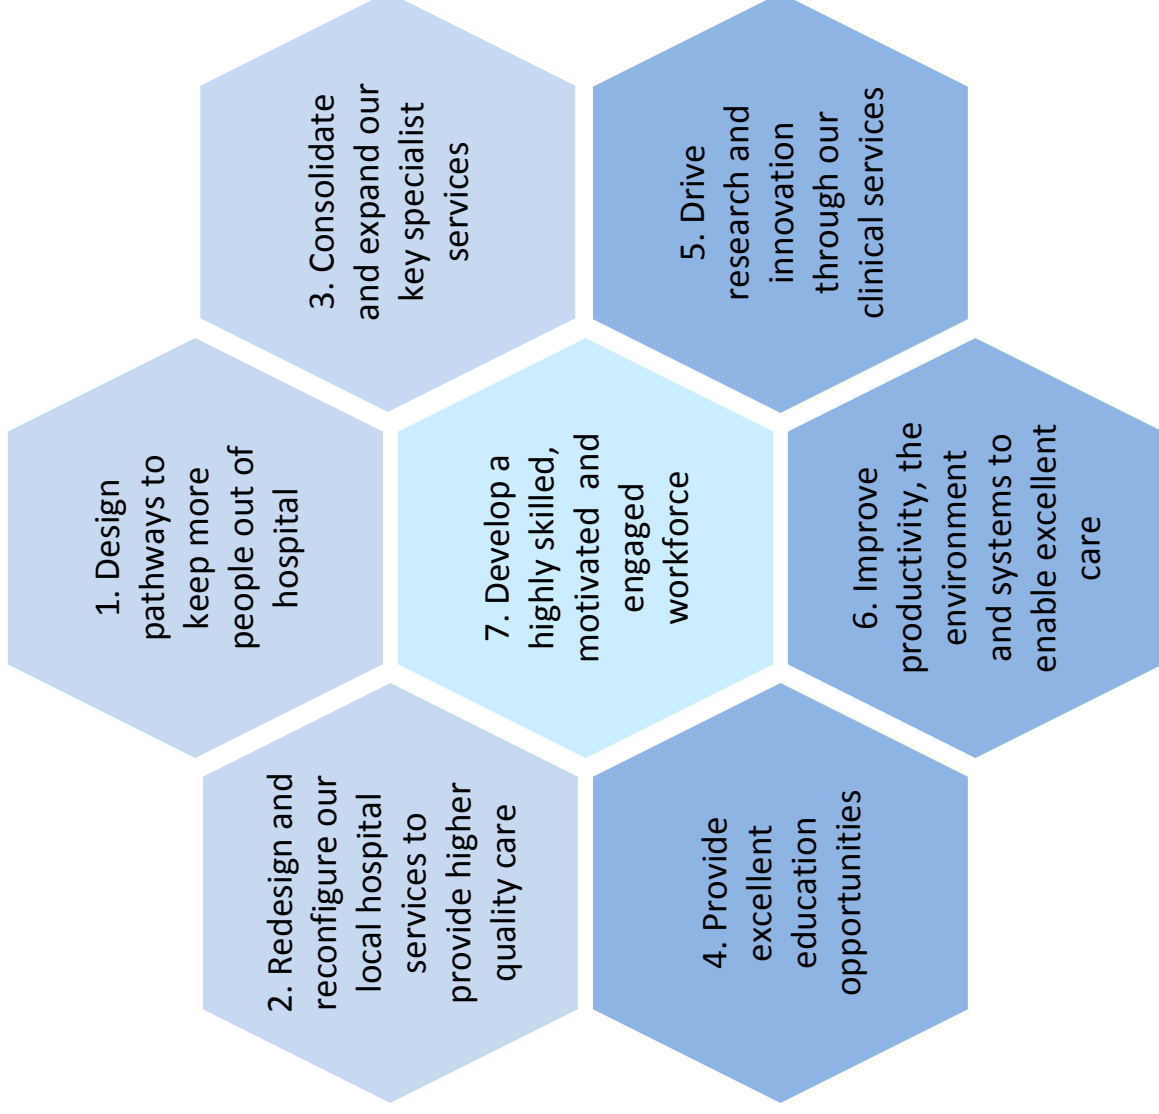 1. Design
pathways to
keep more
people out of
hospital
2. Redesign and
reconfigure our
local hospital
services to
provide higher
quality care
3. Consolidate
and expand our
key specialist
services
4. Provide
excellent
education
opportunities
5. Drive
research and
innovation
through our
clinical services
6. Improve
productivity, the
environment
and systems to
enable excellent
care
7. Develop a
highly skilled,
motivated  and
engaged
workforce